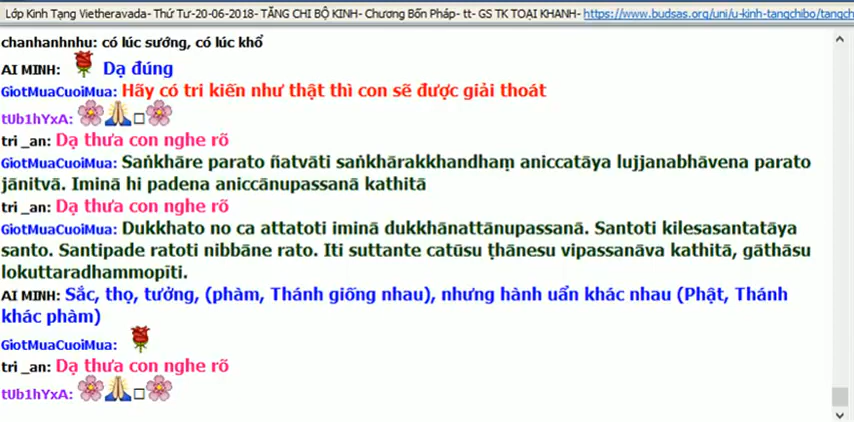 Lớp Kinh Tạng Vietheravada- Thứ Tư-20-06-2018- TĂNG CHI BỘ KINH- Chương Bốn Pháp- tt- GS TK TOẠI KHANH- https://www.budsas.org/uni/u-kinh-tangchibo/tangch
chanhanhnhu: có lúc sướng, có lúc khổ
AI MINH: Dạ đúng
GiotMuaCuoiMua: Hãy có tri kiến như thật thì con sẽ được giải thoát
tUb1hYxA:
tri _an: Dạ thưa con nghe rõ
GiotMuaCuoiMua: Saṅkhāre parato ñatvāti saṅkhārakkhandhaṃ aniccatāya lujjanabhāvena parato
jānitvā. Iminā hi padena aniccānupassanā kathitā
tri _an: Dạ thưa con nghe rõ
GiotMuaCuoiMua: Dukkhato no ca attatoti iminā dukkhānattānupassanā. Santoti kilesasantatāya
santo. Santipade ratoti nibbāne rato. Iti suttante catūsu ṭhānesu vipassanāva kathitā, gāthāsu
lokuttaradhammopīti.
AI MINH: Sắc, thọ, tưởng, (phàm, Thánh giống nhau), nhưng hành uẩn khác nhau (Phật, Thánh
khác phàm)
GiotMuaCuoiMua:
tri _an: Dạ thưa con nghe rõ
tUb1hYxA: